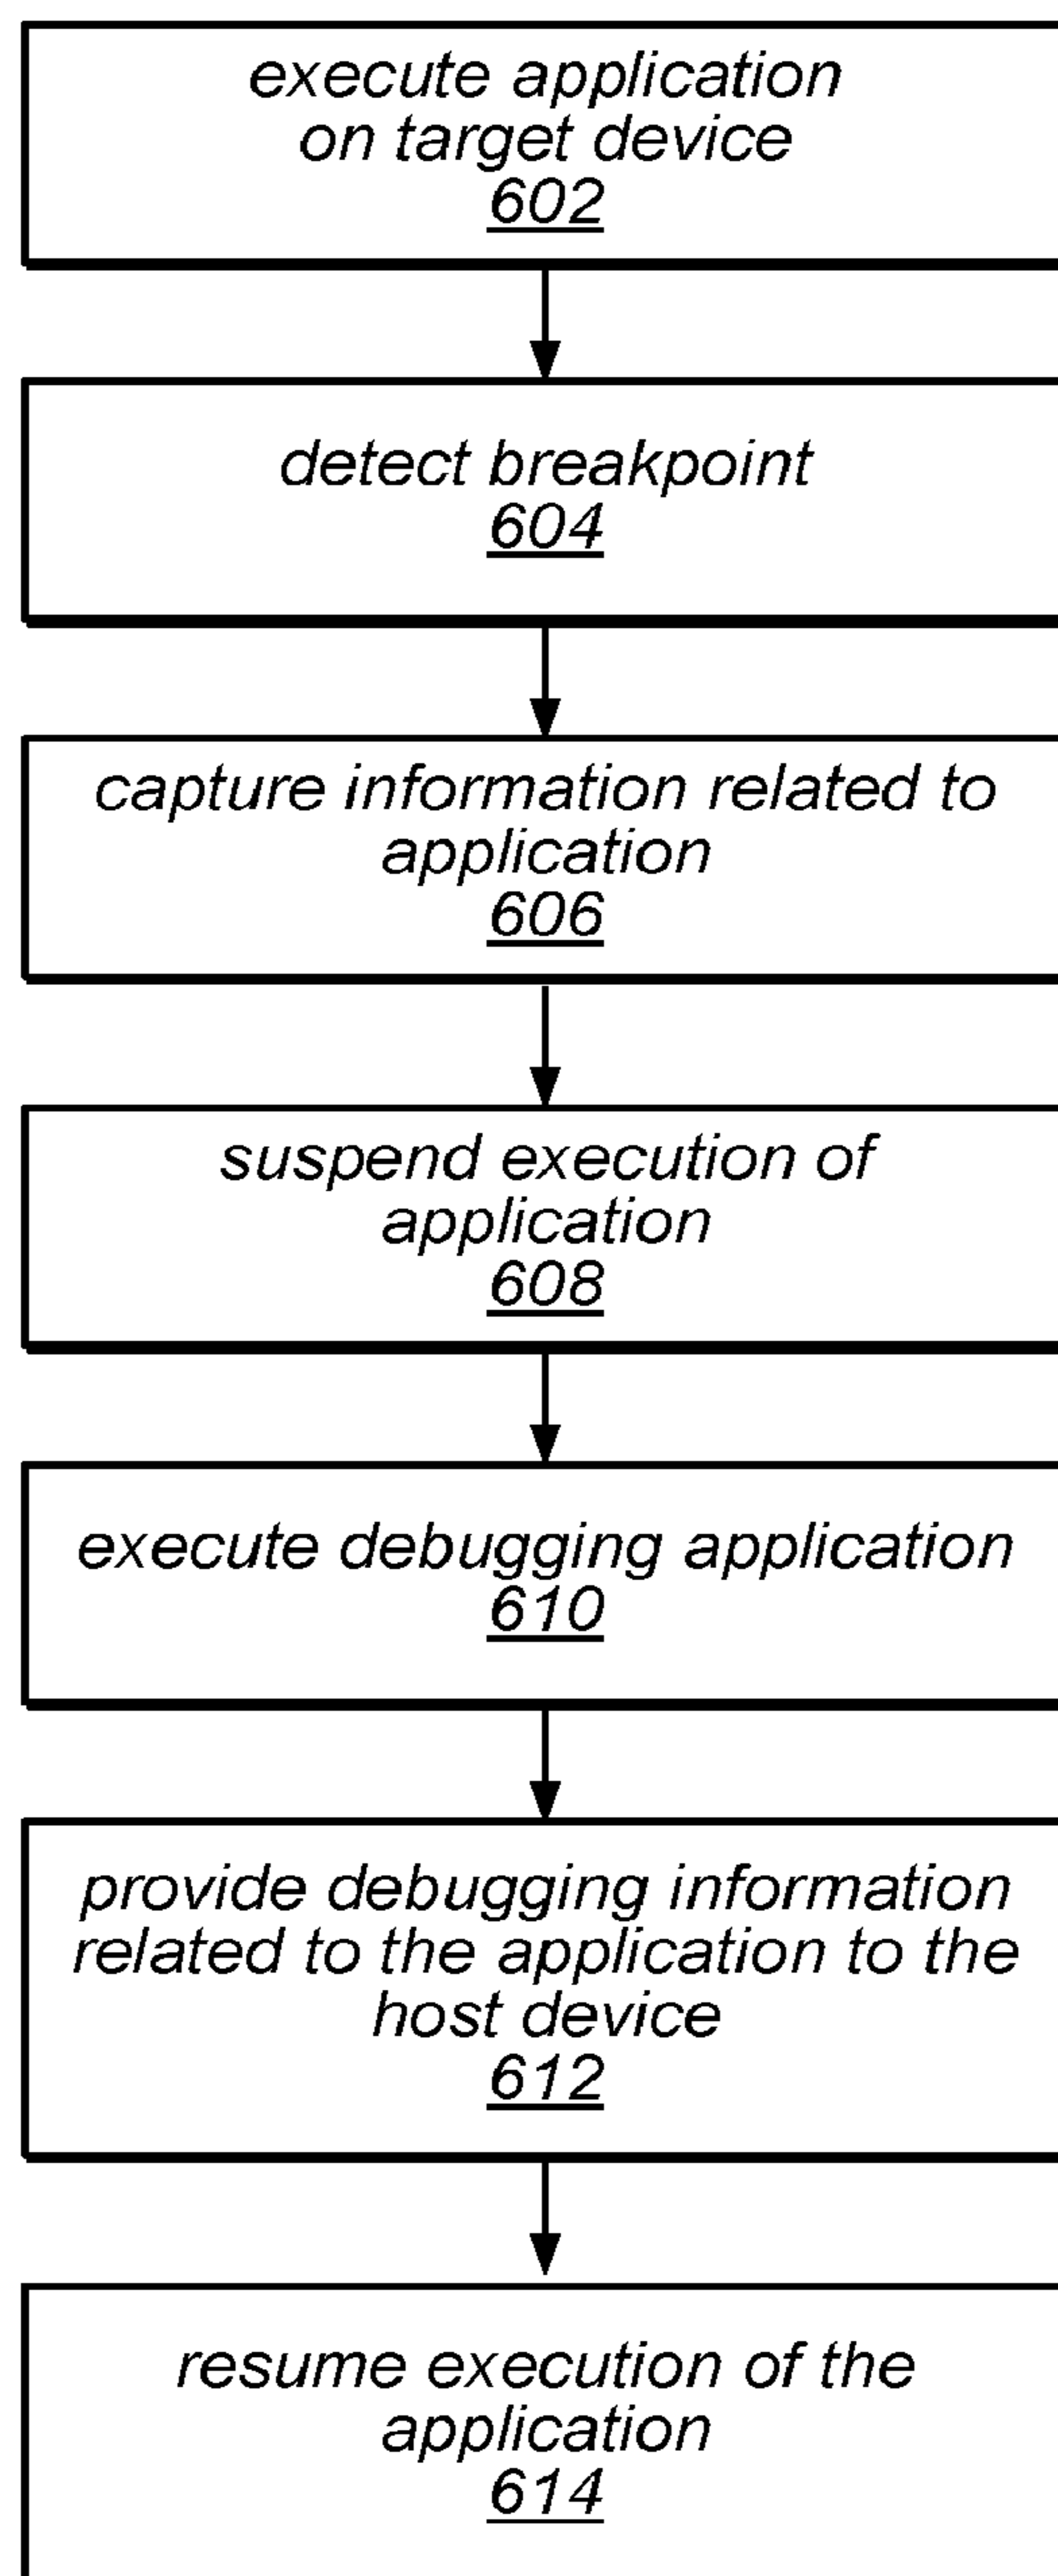 execute application
on target device
602
detect breakpoint
604
capture information related to
application
606
suspend execution of
application
608
execute debugging application
610
provide debugging information
related to the application to the
host device
612
resume execution of the
application
614